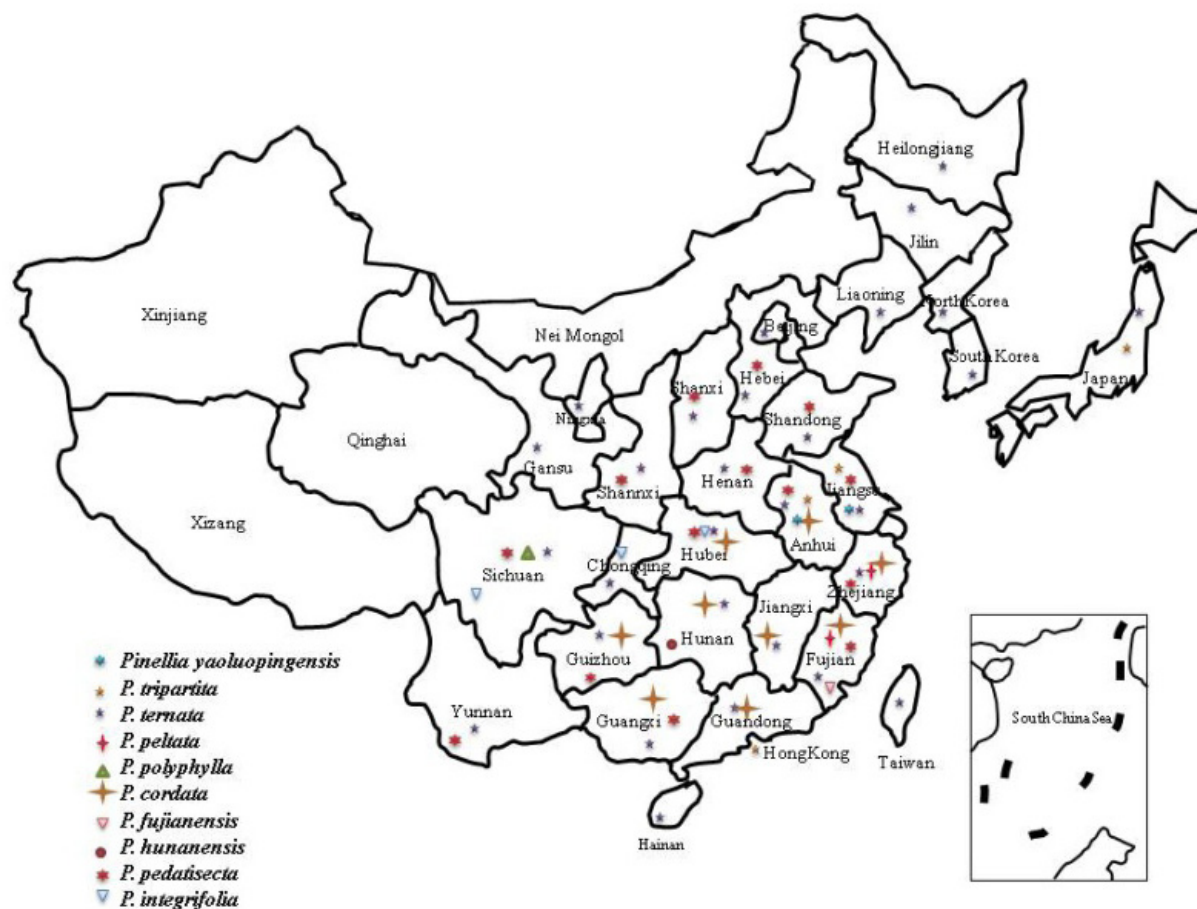 Heilongjiang
Jilin
Liaoning
North Korea
Beijing
South Korea
Xinjiang
Nei Mongol
Hebei
Shanxi
Japan
Ningxia
Shandong
Qinghai
Gansu
Henan
Shannxi
Jiangsu
Xizang
Anhui
Hubei
Chongqing
Sichuan
Zhejiang
Jiangxi
Hunan
Guizhou
Fujian
Yunnan
Guangxi
Guandong
HongKong
Taiwan
Hainan
South China Sea
Pinellia yaoluopingensis
P. tripartita
P. ternata
P. peltata
P. polyphylla
P. cordata
P. fujianensis
P. hunanensis
P. pedatisecta
P. integrifolia